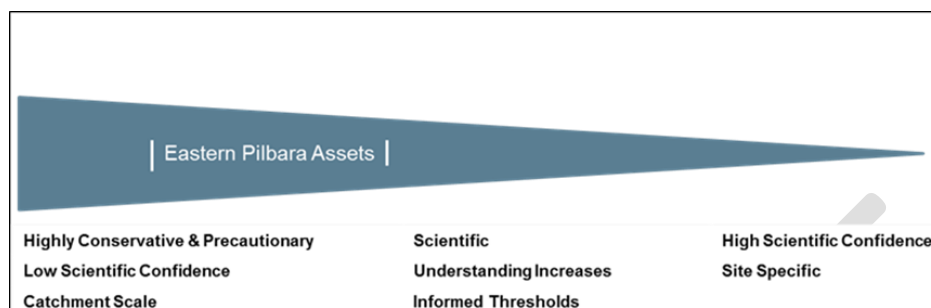 | Eastern Pilbara Assets |
Highly Conservative & Precautionary
Low Scientific Confidence
Catchment Scale
Scientific
Understanding Increases
Informed Thresholds
High Scientific Confidence
Site Specific